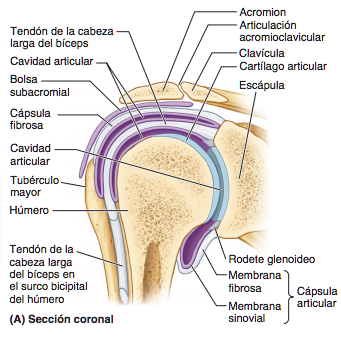 Tendón de la cabeza
larga del bíceps
Cavidad articular
Bolsa
subacromial
Cápsula
fibrosa
Cavidad
articular
Tubérculo
mayor
Húmero
Tendón de la
cabeza larga
del bíceps en
el surco bicipital
del húmero
Acromion
Articulación
acromioclavicular
Clavícula
Cartílago articular
Escápula
Rodete glenoideo
Membrana
fibrosa
Membrana
sinovial
Cápsula
articular
(A) Sección coronal